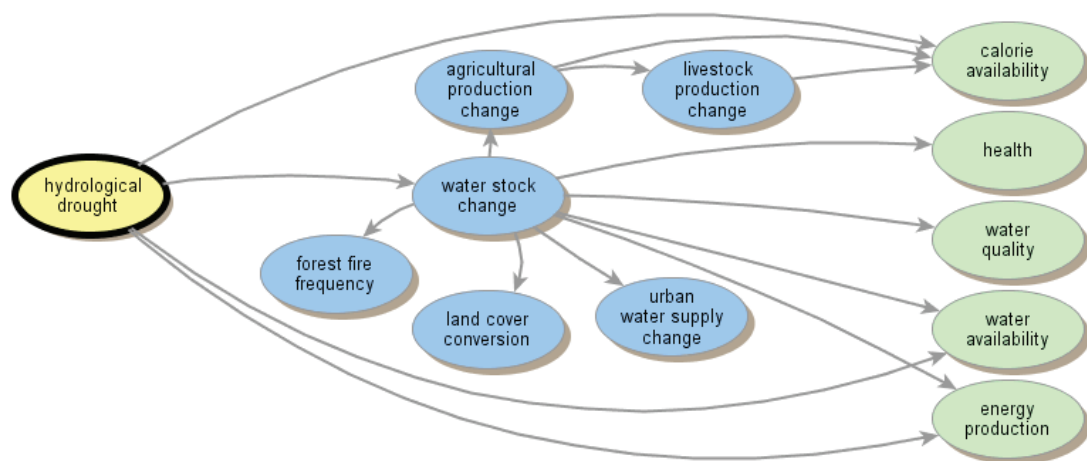 agricultural
production
change
livestock
production
change
calorie
availability
health
hydrological
drought
water stock
change
water
quality
forest fire
frequency
land cover
conversion
urban
water supply
change
water
availability
energy
production